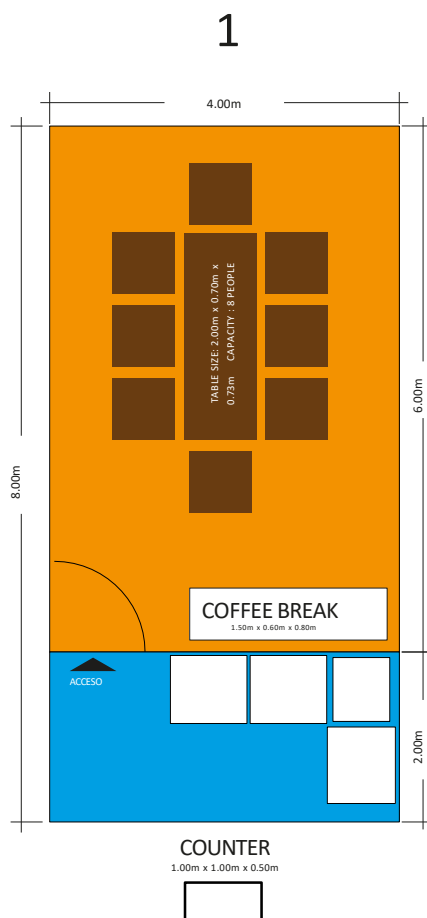 1
4.00m
8.00m
6.00m
TABLE SIZE: 2.00m x 0.70m x
0.73m CAPACITY : 8 PEOPLE
COFFEE BREAK
1.50m x 0.60m x 0.80m
ACCESO
2.00m
COUNTER
1.00m x 1.00m x 0.50m